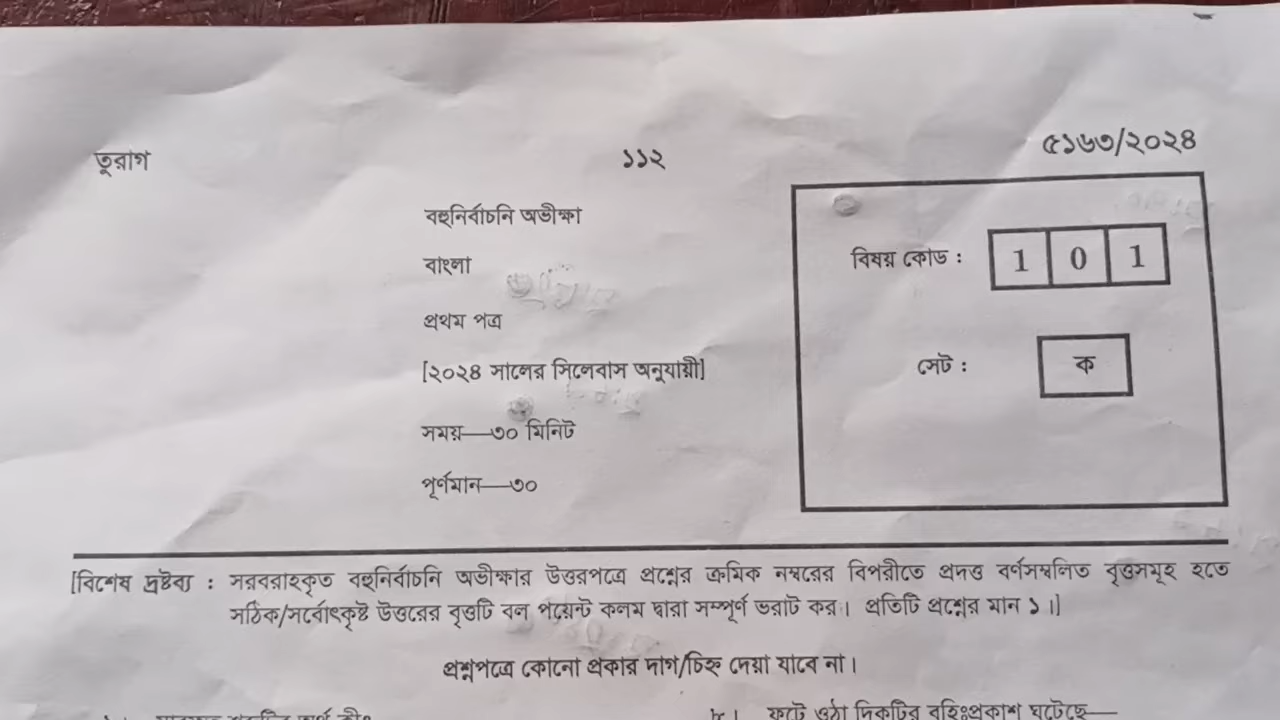 তুরাগ ১১২ ৫১৬৩/২০২৪
বহুনির্বাচনি অভীক্ষা
বাংলা
প্রথম পত্র
[২০২৪ সালের সিলেবাস অনুযায়ী]
সময়—৩০ মিনিট
পূর্ণমান—৩০
বিষয় কোড : 1 0 1
সেট : ক
[বিশেষ দ্রষ্টব্য : সরবরাহকৃত বহুনির্বাচনি অভীক্ষার উত্তরপত্রে প্রশ্নের ক্রমিক নম্বরের বিপরীতে প্রদত্ত বর্ণসম্বলিত বৃত্তসমূহ হতে
সঠিক/সর্বোৎকৃষ্ট উত্তরের বৃত্তটি বল পয়েন্ট কলম দ্বারা সম্পূর্ণ ভরাট কর। প্রতিটি প্রশ্নের মান ১।]
প্রশ্নপত্রে কোনো প্রকার দাগ/চিহ্ন দেয়া যাবে না।
৮। ফুটে ওঠা দিকটির বহিঃপ্রকাশ ঘটেছে—